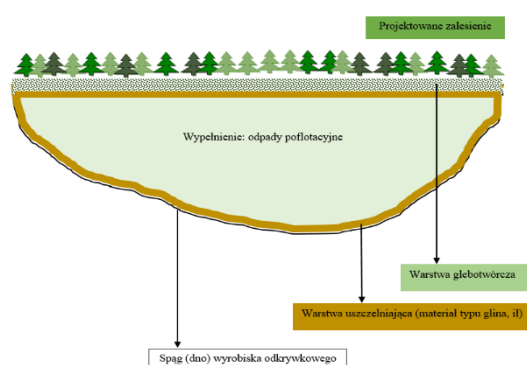 Projektowane zalesienie
Wypełnienie: odpady poflotacyjne
Warstwa glebotwórcza
Warstwa uszczelniająca (materiał typu glina, ił)
Spąg (dno) wyrobiska odkrywkowego